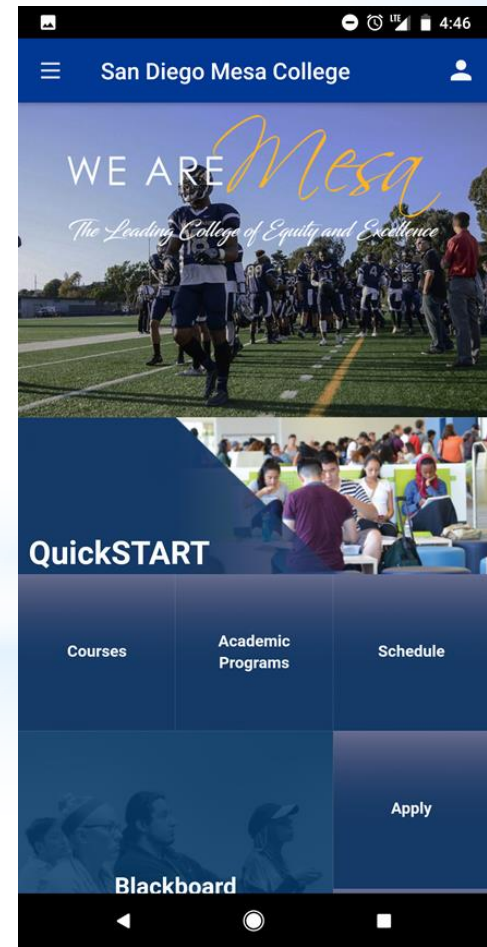 LTE 4:46
San Diego Mesa College
WE ARE Mesa
The Leading College of Equity and Excellence
QuickSTART
Courses
Academic
Programs
Schedule
Apply
Blackboard